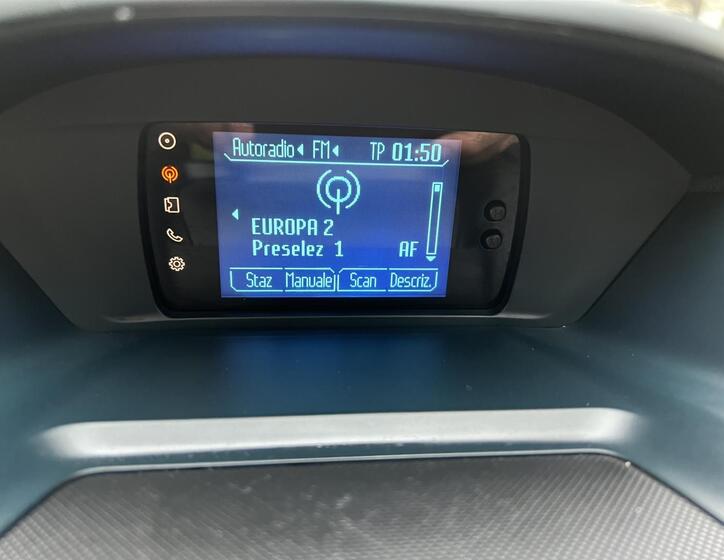 Autoradio FM TP 01:50
EUROPA 2
Preselez 1 AF
Staz Manuale Scan Descriz.